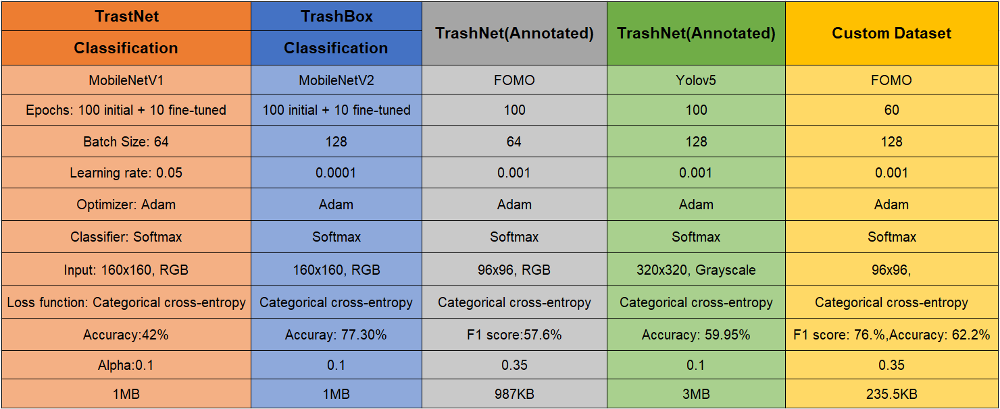 TrastNet TrashBox TrashNet(Annotated) TrashNet(Annotated) Custom Dataset
Classification Classification
MobileNetV1 MobileNetV2 FOMO Yolov5 FOMO
Epochs: 100 initial + 10 fine-tuned 100 initial + 10 fine-tuned 100 100 60
Batch Size: 64 128 64 128 128
Learning rate: 0.05 0.0001 0.001 0.001 0.001
Optimizer: Adam Adam Adam Adam Adam
Classifier: Softmax Softmax Softmax Softmax Softmax
Input: 160x160, RGB 160x160, RGB 96x96, RGB 320x320, Grayscale 96x96,
Loss function: Categorical cross-entropy Categorical cross-entropy Categorical cross-entropy Categorical cross-entropy Categorical cross-entropy
Accuracy:42% Accuray: 77.30% F1 score:57.6% Accuracy: 59.95% F1 score: 76.%,Accuracy: 62.2%
Alpha:0.1 0.1 0.35 0.1 0.35
1MB 1MB 987KB 3MB 235.5KB